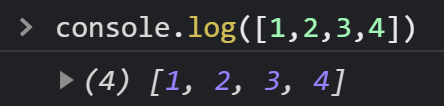 console.log([1,2,3,4])
(4) [1, 2, 3, 4]